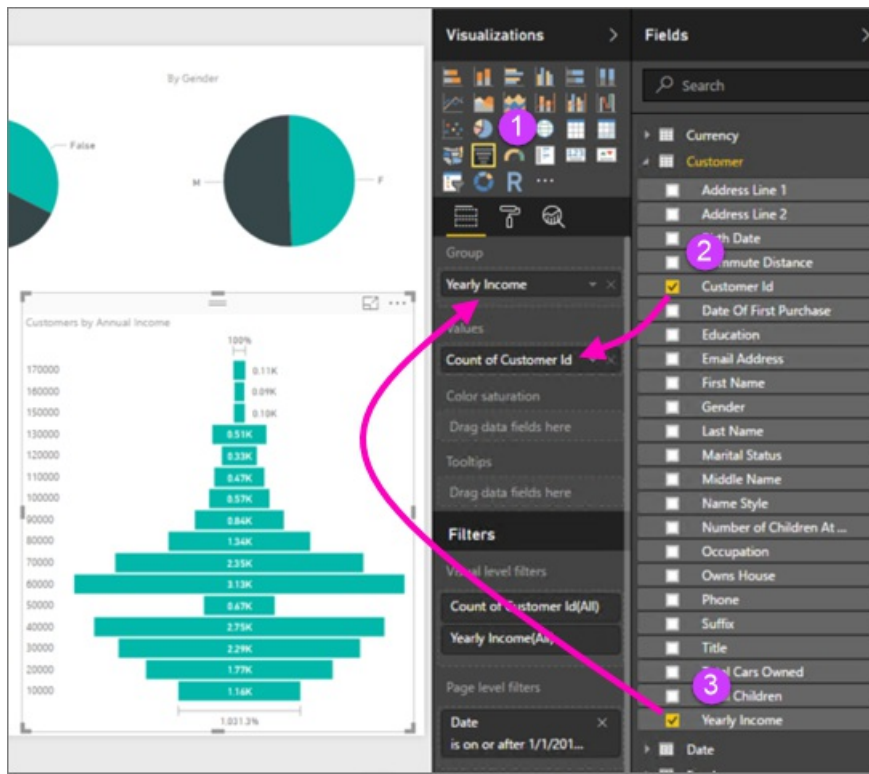 By Gender
False
M
F
Customers by Annual Income
100%
170000
0.11K
160000
0.09K
150000
0.10K
130000
0.51K
120000
0.33K
110000
0.47K
100000
0.57K
90000
0.84K
80000
1.34K
70000
2.35K
60000
3.13K
50000
0.67K
40000
2.75K
30000
2.29K
20000
1.77K
10000
1.16K
1,031.3%
Visualizations
1
R
Group
Yearly Income
Values
Count of Customer Id
Color saturation
Drag data fields here
Tooltips
Drag data fields here
Filters
Visual level filters
Count of Customer Id(All)
Yearly Income(All)
Page level filters
Date
is on or after 1/1/201...
Fields
Search
Currency
Customer
Address Line 1
Address Line 2
2
Date
Distance
Customer Id
Date Of First Purchase
Education
Email Address
First Name
Gender
Last Name
Marital Status
Middle Name
Name Style
Number of Children At ...
Occupation
Owns House
Phone
Suffix
Title
3
Cars Owned
Children
Yearly Income
Date